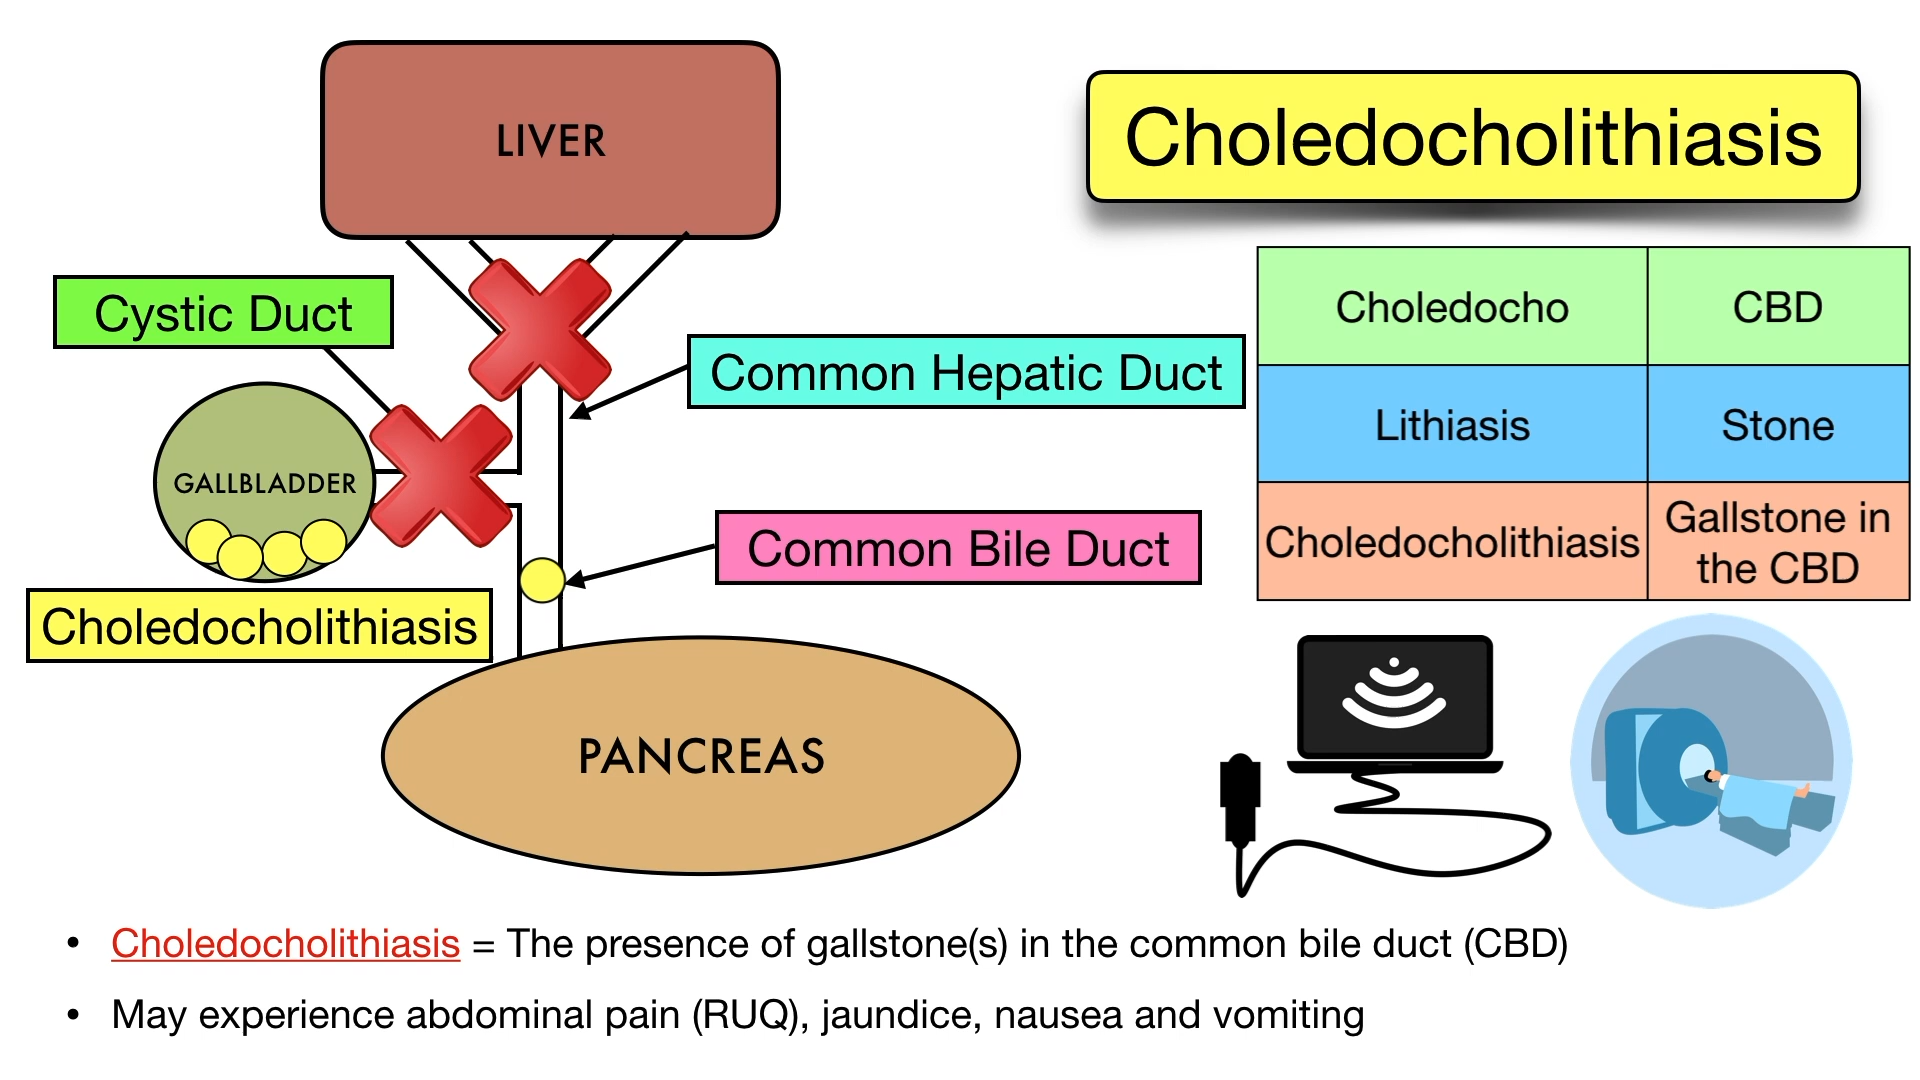 LIVER
Choledocholithiasis
Cystic Duct
Common Hepatic Duct
GALLBLADDER
Common Bile Duct
Choledocholithiasis
PANCREAS
Choledocho CBD
Lithiasis Stone
Choledocholithiasis Gallstone in
the CBD
• Choledocholithiasis = The presence of gallstone(s) in the common bile duct (CBD)
• May experience abdominal pain (RUQ), jaundice, nausea and vomiting